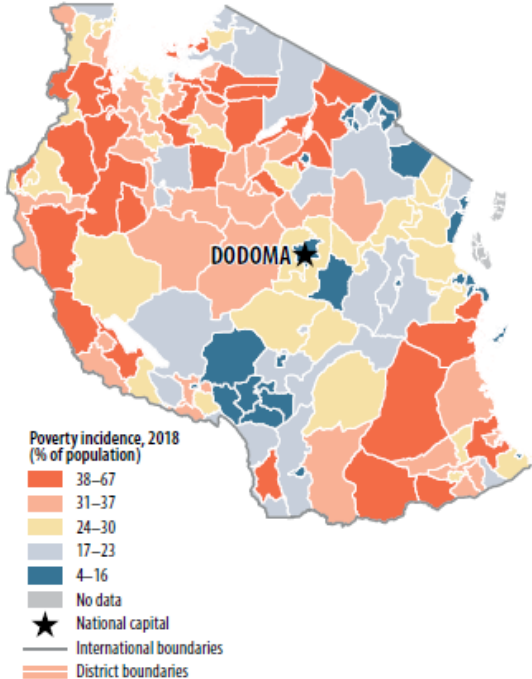 DODOMA
Poverty incidence, 2018
(% of population)
38–67
31–37
24–30
17–23
4–16
No data
National capital
International boundaries
District boundaries